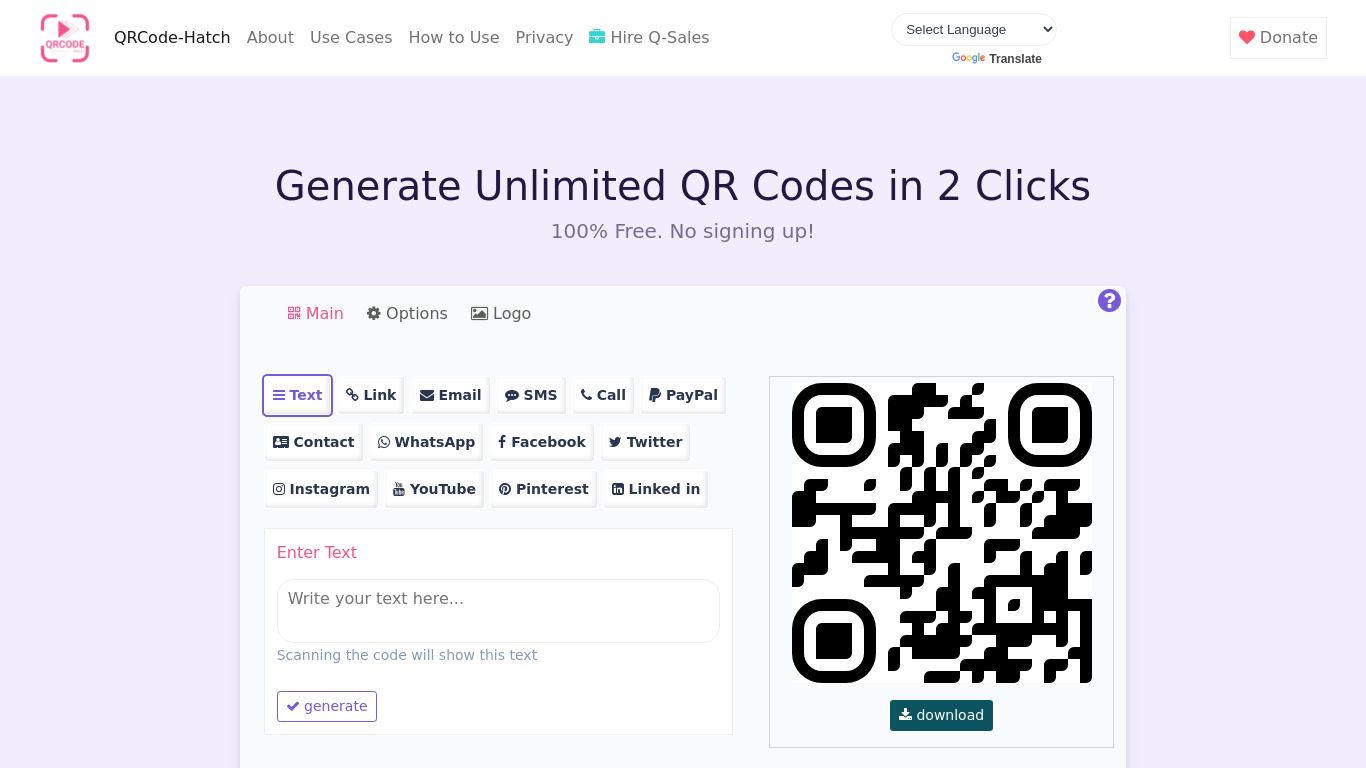 QRCODE
QRCode-Hatch About Use Cases How to Use Privacy Hire Q-Sales
Select Language
Google Translate
Donate
Generate Unlimited QR Codes in 2 Clicks
100% Free. No signing up!
Main Options Logo
?
Text Link Email SMS Call PayPal
Contact WhatsApp Facebook Twitter
Instagram YouTube Pinterest Linked in
Enter Text
Write your text here...
Scanning the code will show this text
generate
download